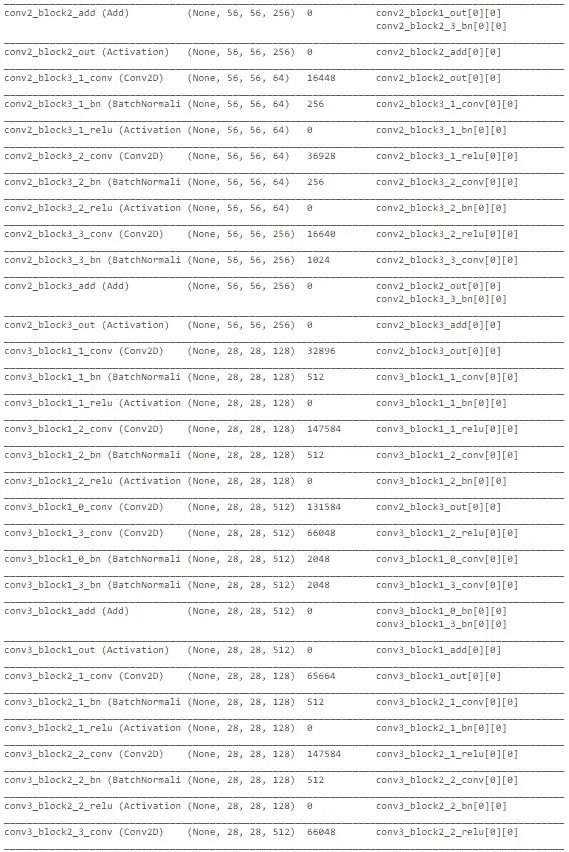 conv2_block2_add (Add) (None, 56, 56, 256) 0 conv2_block1_out[0][0]
conv2_block2_3_bn[0][0]
conv2_block2_out (Activation) (None, 56, 56, 256) 0 conv2_block2_add[0][0]
conv2_block3_1_conv (Conv2D) (None, 56, 56, 64) 16448 conv2_block2_out[0][0]
conv2_block3_1_bn (BatchNormali (None, 56, 56, 64) 256 conv2_block3_1_conv[0][0]
conv2_block3_1_relu (Activation (None, 56, 56, 64) 0 conv2_block3_1_bn[0][0]
conv2_block3_2_conv (Conv2D) (None, 56, 56, 64) 36928 conv2_block3_1_relu[0][0]
conv2_block3_2_bn (BatchNormali (None, 56, 56, 64) 256 conv2_block3_2_conv[0][0]
conv2_block3_2_relu (Activation (None, 56, 56, 64) 0 conv2_block3_2_bn[0][0]
conv2_block3_3_conv (Conv2D) (None, 56, 56, 256) 16640 conv2_block3_2_relu[0][0]
conv2_block3_3_bn (BatchNormali (None, 56, 56, 256) 1024 conv2_block3_3_conv[0][0]
conv2_block3_add (Add) (None, 56, 56, 256) 0 conv2_block2_out[0][0]
conv2_block3_3_bn[0][0]
conv2_block3_out (Activation) (None, 56, 56, 256) 0 conv2_block3_add[0][0]
conv3_block1_1_conv (Conv2D) (None, 28, 28, 128) 32896 conv2_block3_out[0][0]
conv3_block1_1_bn (BatchNormali (None, 28, 28, 128) 512 conv3_block1_1_conv[0][0]
conv3_block1_1_relu (Activation (None, 28, 28, 128) 0 conv3_block1_1_bn[0][0]
conv3_block1_2_conv (Conv2D) (None, 28, 28, 128) 147584 conv3_block1_1_relu[0][0]
conv3_block1_2_bn (BatchNormali (None, 28, 28, 128) 512 conv3_block1_2_conv[0][0]
conv3_block1_2_relu (Activation (None, 28, 28, 128) 0 conv3_block1_2_bn[0][0]
conv3_block1_0_conv (Conv2D) (None, 28, 28, 512) 131584 conv2_block3_out[0][0]
conv3_block1_3_conv (Conv2D) (None, 28, 28, 512) 66048 conv3_block1_2_relu[0][0]
conv3_block1_0_bn (BatchNormali (None, 28, 28, 512) 2048 conv3_block1_0_conv[0][0]
conv3_block1_3_bn (BatchNormali (None, 28, 28, 512) 2048 conv3_block1_3_conv[0][0]
conv3_block1_add (Add) (None, 28, 28, 512) 0 conv3_block1_0_bn[0][0]
conv3_block1_3_bn[0][0]
conv3_block1_out (Activation) (None, 28, 28, 512) 0 conv3_block1_add[0][0]
conv3_block2_1_conv (Conv2D) (None, 28, 28, 128) 65664 conv3_block1_out[0][0]
conv3_block2_1_bn (BatchNormali (None, 28, 28, 128) 512 conv3_block2_1_conv[0][0]
conv3_block2_1_relu (Activation (None, 28, 28, 128) 0 conv3_block2_1_bn[0][0]
conv3_block2_2_conv (Conv2D) (None, 28, 28, 128) 147584 conv3_block2_1_relu[0][0]
conv3_block2_2_bn (BatchNormali (None, 28, 28, 128) 512 conv3_block2_2_conv[0][0]
conv3_block2_2_relu (Activation (None, 28, 28, 128) 0 conv3_block2_2_bn[0][0]
conv3_block2_3_conv (Conv2D) (None, 28, 28, 512) 66048 conv3_block2_2_relu[0][0]